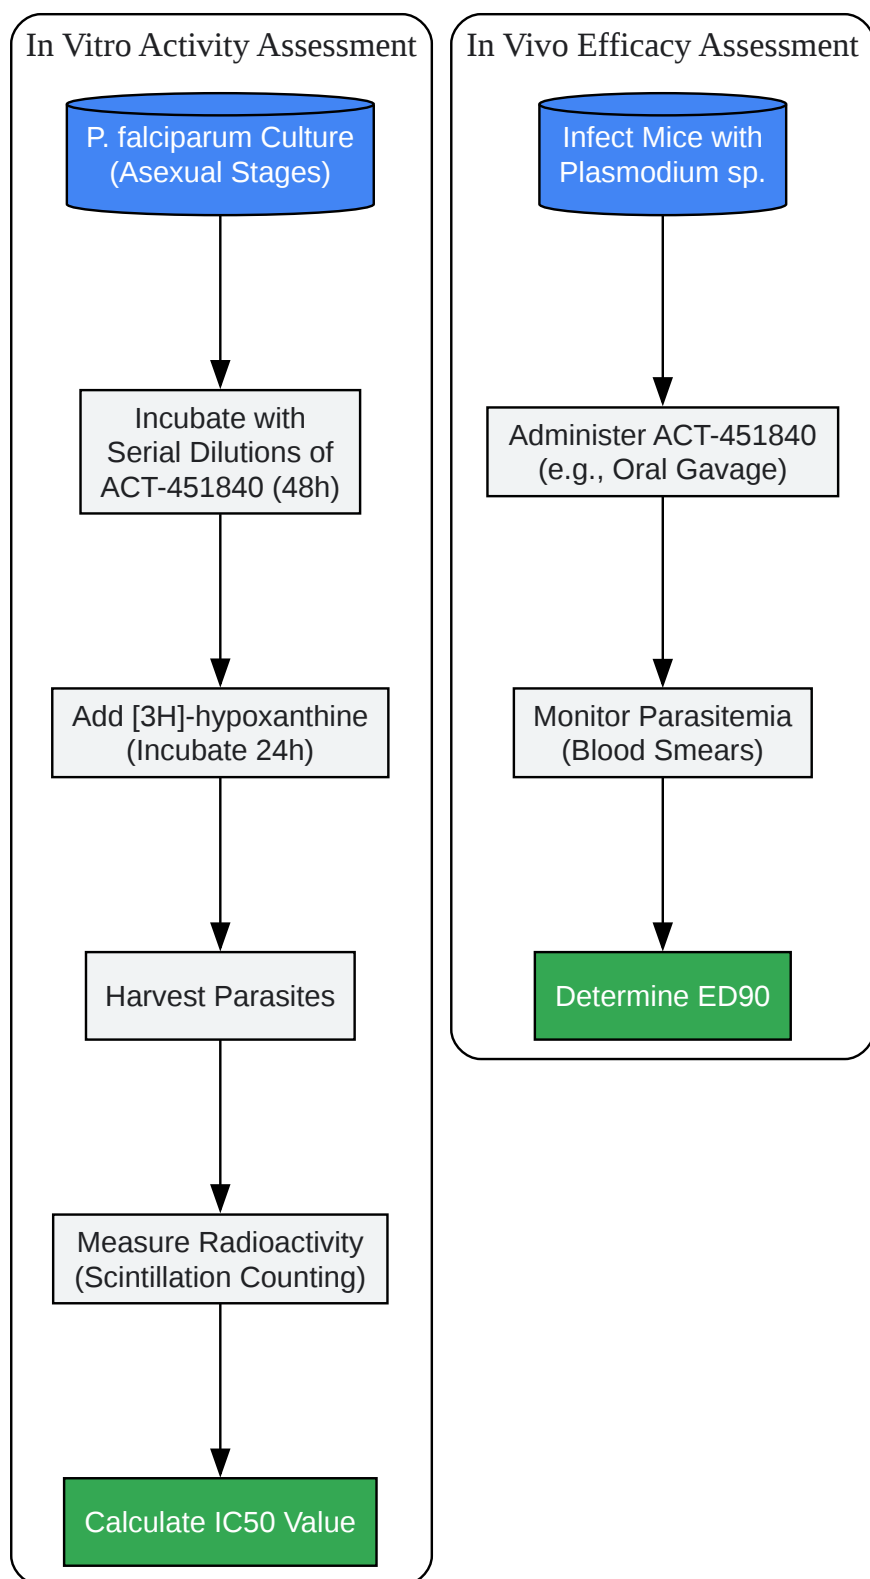 In Vitro Activity Assessment
P. falciparum Culture
(Asexual Stages)
Incubate with
Serial Dilutions of
ACT-451840 (48h)
Add [3H]-hypoxanthine
(Incubate 24h)
Harvest Parasites
Measure Radioactivity
(Scintillation Counting)
Calculate IC50 Value
In Vivo Efficacy Assessment
Infect Mice with
Plasmodium sp.
Administer ACT-451840
(e.g., Oral Gavage)
Monitor Parasitemia
(Blood Smears)
Determine ED90